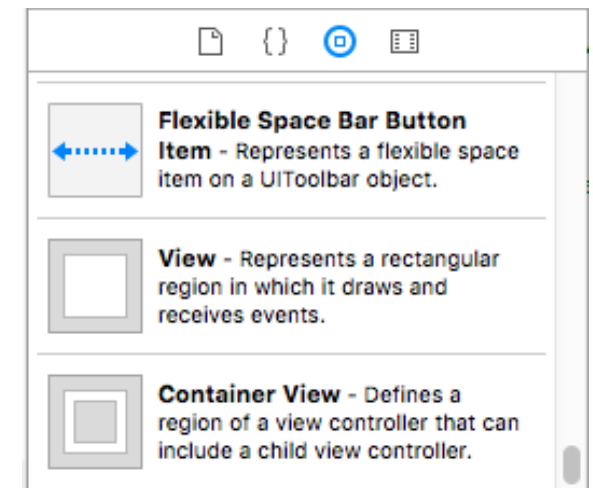 {}
Flexible Space Bar Button
Item - Represents a flexible space
item on a UIToolbar object.
View - Represents a rectangular
region in which it draws and
receives events.
Container View - Defines a
region of a view controller that can
include a child view controller.